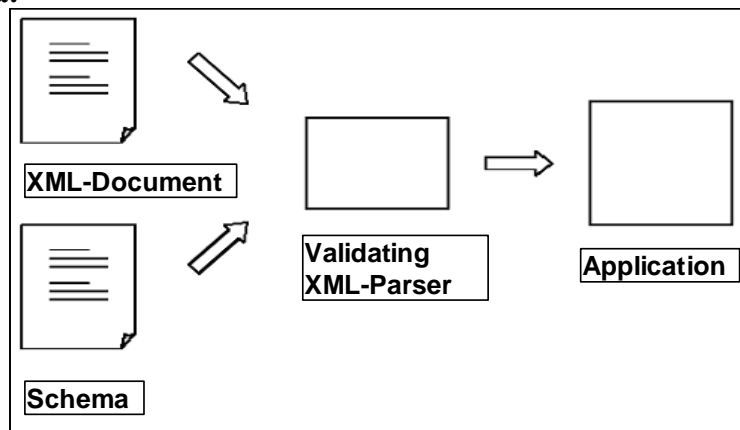 XML-Document
Validating
XML-Parser
Application
Schema